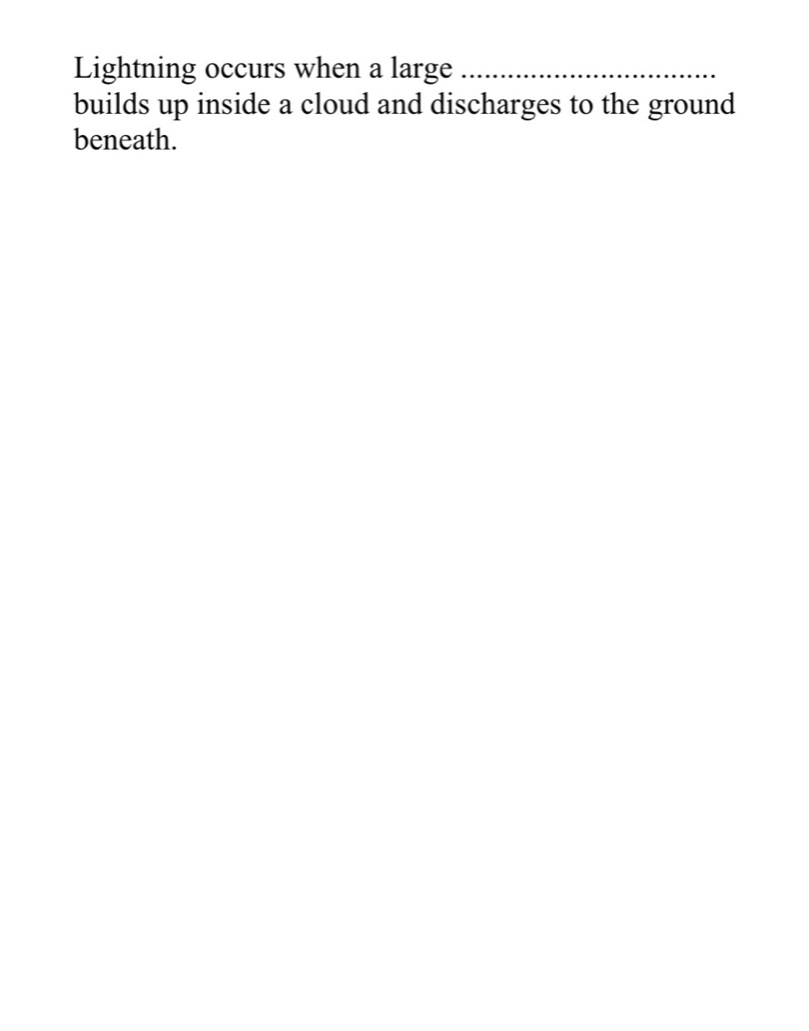 Lightning occurs when a large .................................
builds up inside a cloud and discharges to the ground
beneath.